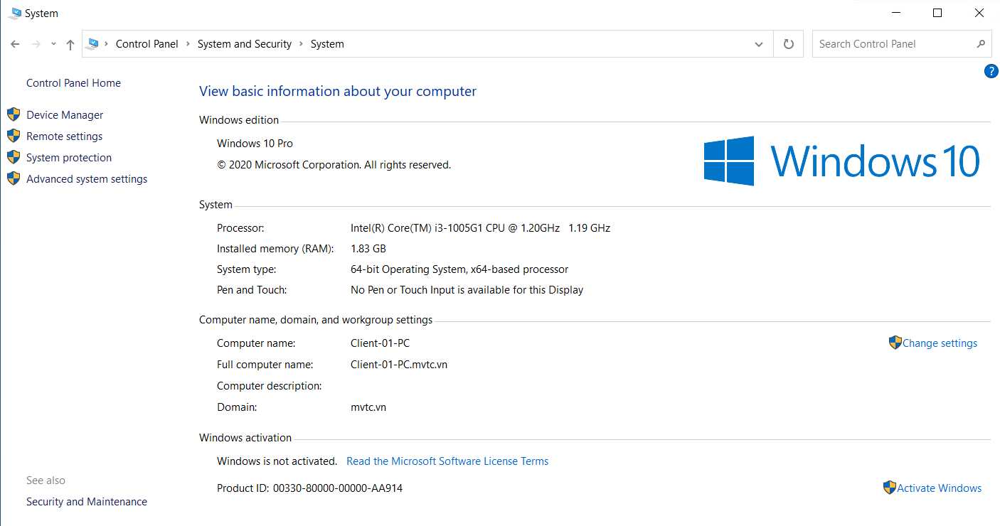 System
Control Panel System and Security System
Search Control Panel
Control Panel Home
Device Manager
Remote settings
System protection
Advanced system settings
See also
Security and Maintenance
?
View basic information about your computer
Windows edition
Windows 10 Pro
© 2020 Microsoft Corporation. All rights reserved.
Windows 10
System
Processor: Intel(R) Core(TM) i3-1005G1 CPU @ 1.20GHz 1.19 GHz
Installed memory (RAM): 1.83 GB
System type: 64-bit Operating System, x64-based processor
Pen and Touch: No Pen or Touch Input is available for this Display
Computer name, domain, and workgroup settings
Computer name: Client-01-PC Change settings
Full computer name: Client-01-PC.mvtc.vn
Computer description:
Domain: mvtc.vn
Windows activation
Windows is not activated. Read the Microsoft Software License Terms
Product ID: 00330-80000-00000-AA914 Activate Windows